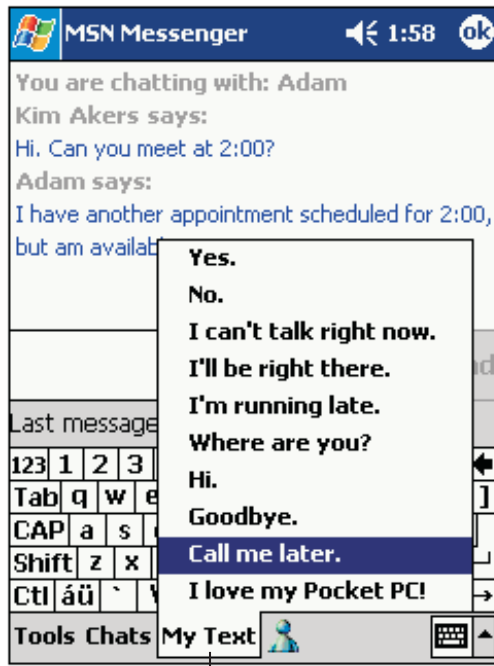 MSN Messenger 1:58 ok
You are chatting with: Adam
Kim Akers says:
Hi. Can you meet at 2:00?
Adam says:
I have another appointment scheduled for 2:00,
but am
Yes.
No.
I can't talk right now.
I'll be right there.
I'm running late.
Where are you?
Hi.
Goodbye.
Call me later.
I love my Pocket PC!
Last message
123 1 2 3
Tab q w e ]
CAP a s
Shift z x
Ctl áü `
Tools Chats My Text